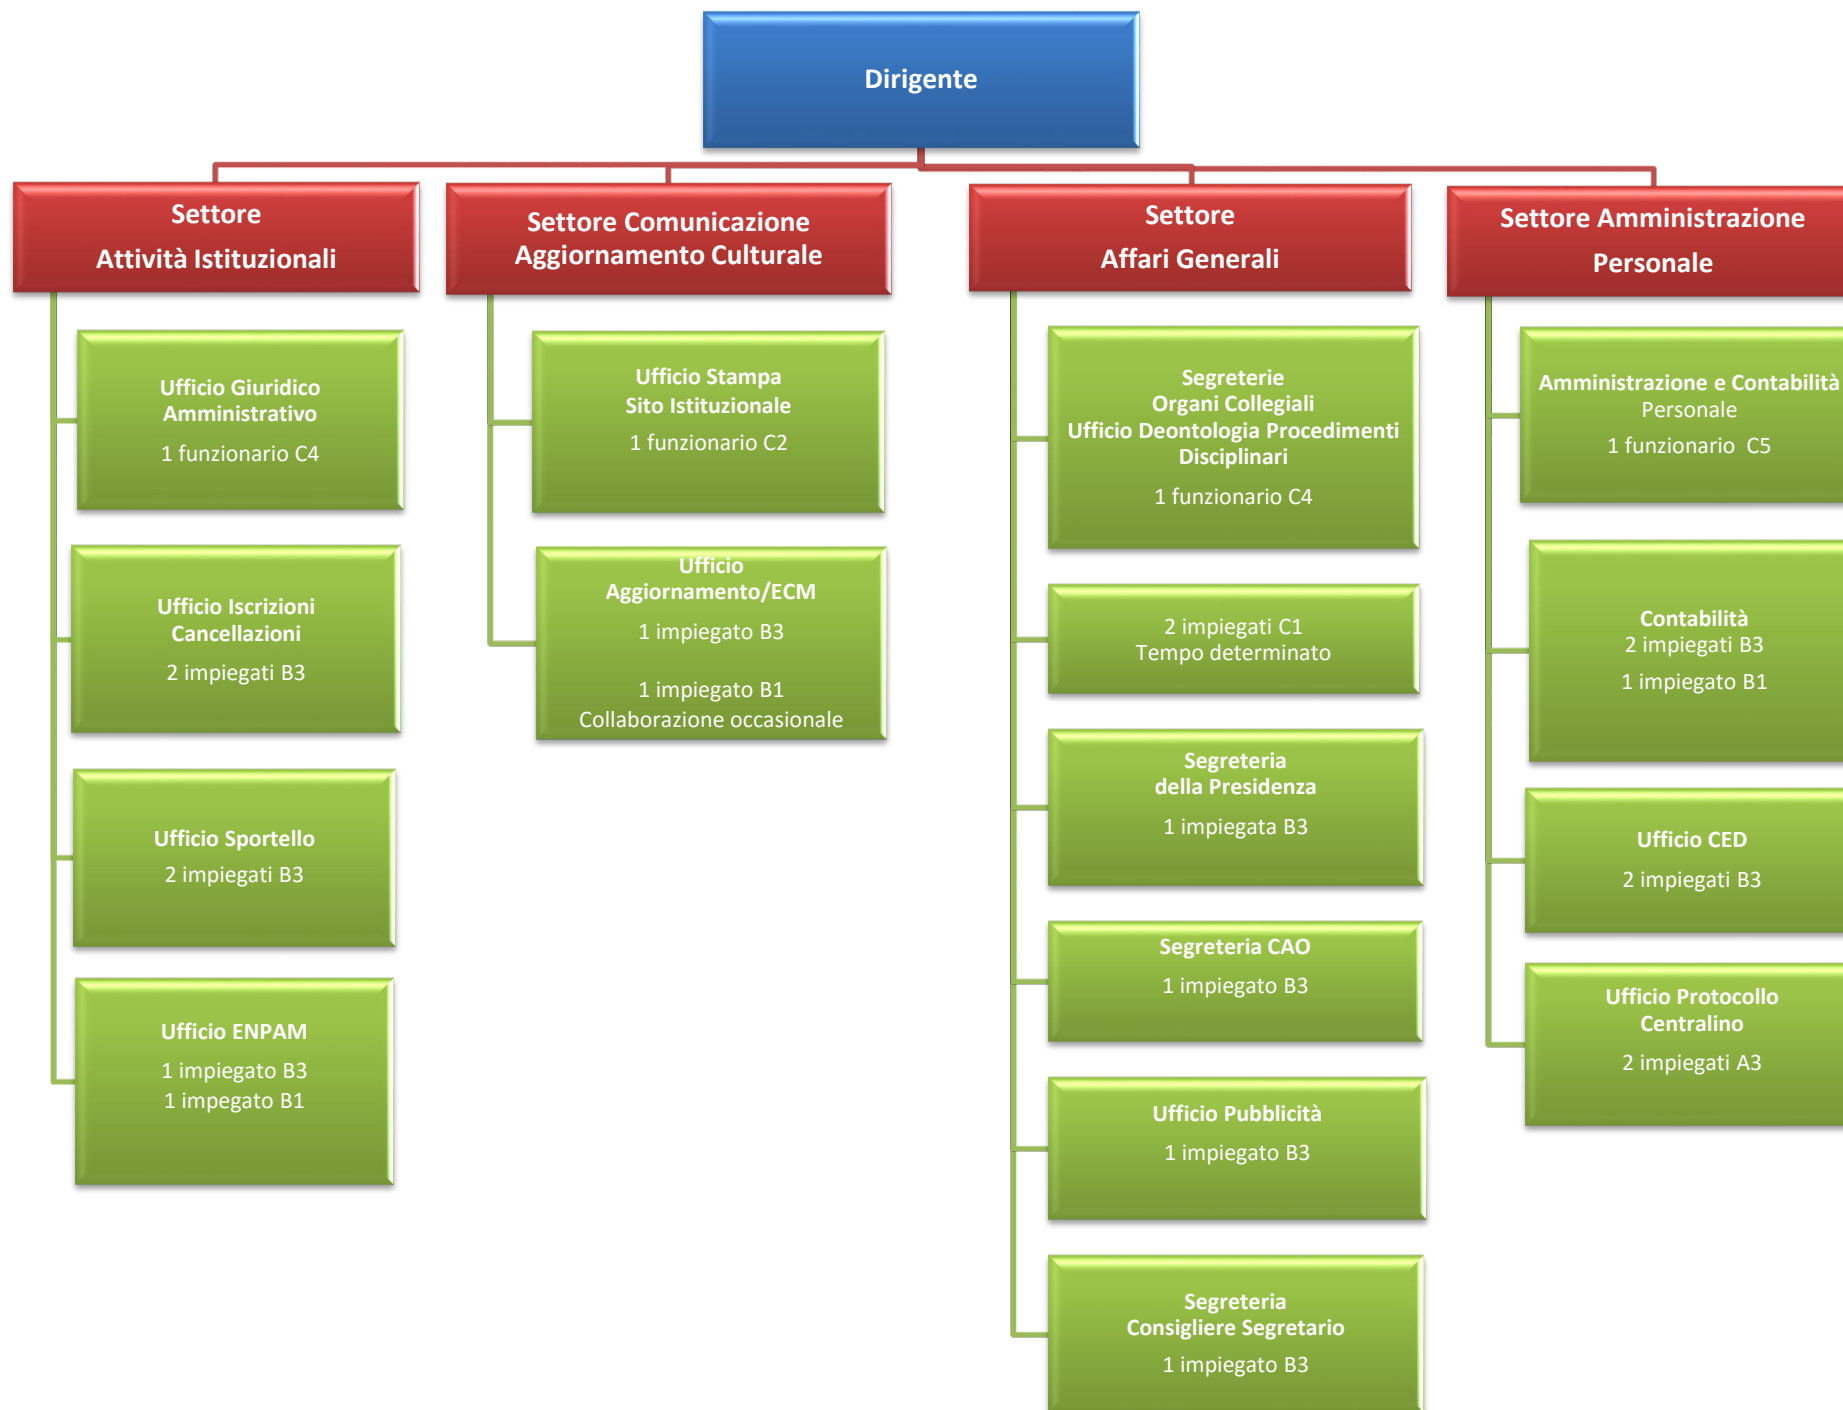 Dirigente
Settore
Attività Istituzionali
Ufficio Giuridico
Amministrativo
1 funzionario C4
Ufficio Iscrizioni
Cancellazioni
2 impiegati B3
Ufficio Sportello
2 impiegati B3
Ufficio ENPAM
1 impiegato B3
1 impegato B1
Settore Comunicazione
Aggiornamento Culturale
Ufficio Stampa
Sito Istituzionale
1 funzionario C2
Ufficio
Aggiornamento/ECM
1 impiegato B3
1 impiegato B1
Collaborazione occasionale
Settore
Affari Generali
Segreterie
Organi Collegiali
Ufficio Deontologia Procedimenti
Disciplinari
1 funzionario C4
2 impiegati C1
Tempo determinato
Segreteria
della Presidenza
1 impiegata B3
Segreteria CAO
1 impiegato B3
Ufficio Pubblicità
1 impiegato B3
Segreteria
Consigliere Segretario
1 impiegato B3
Settore Amministrazione
Personale
Amministrazione e Contabilità
Personale
1 funzionario C5
Contabilità
2 impiegati B3
1 impiegato B1
Ufficio CED
2 impiegati B3
Ufficio Protocollo
Centralino
2 impiegati A3